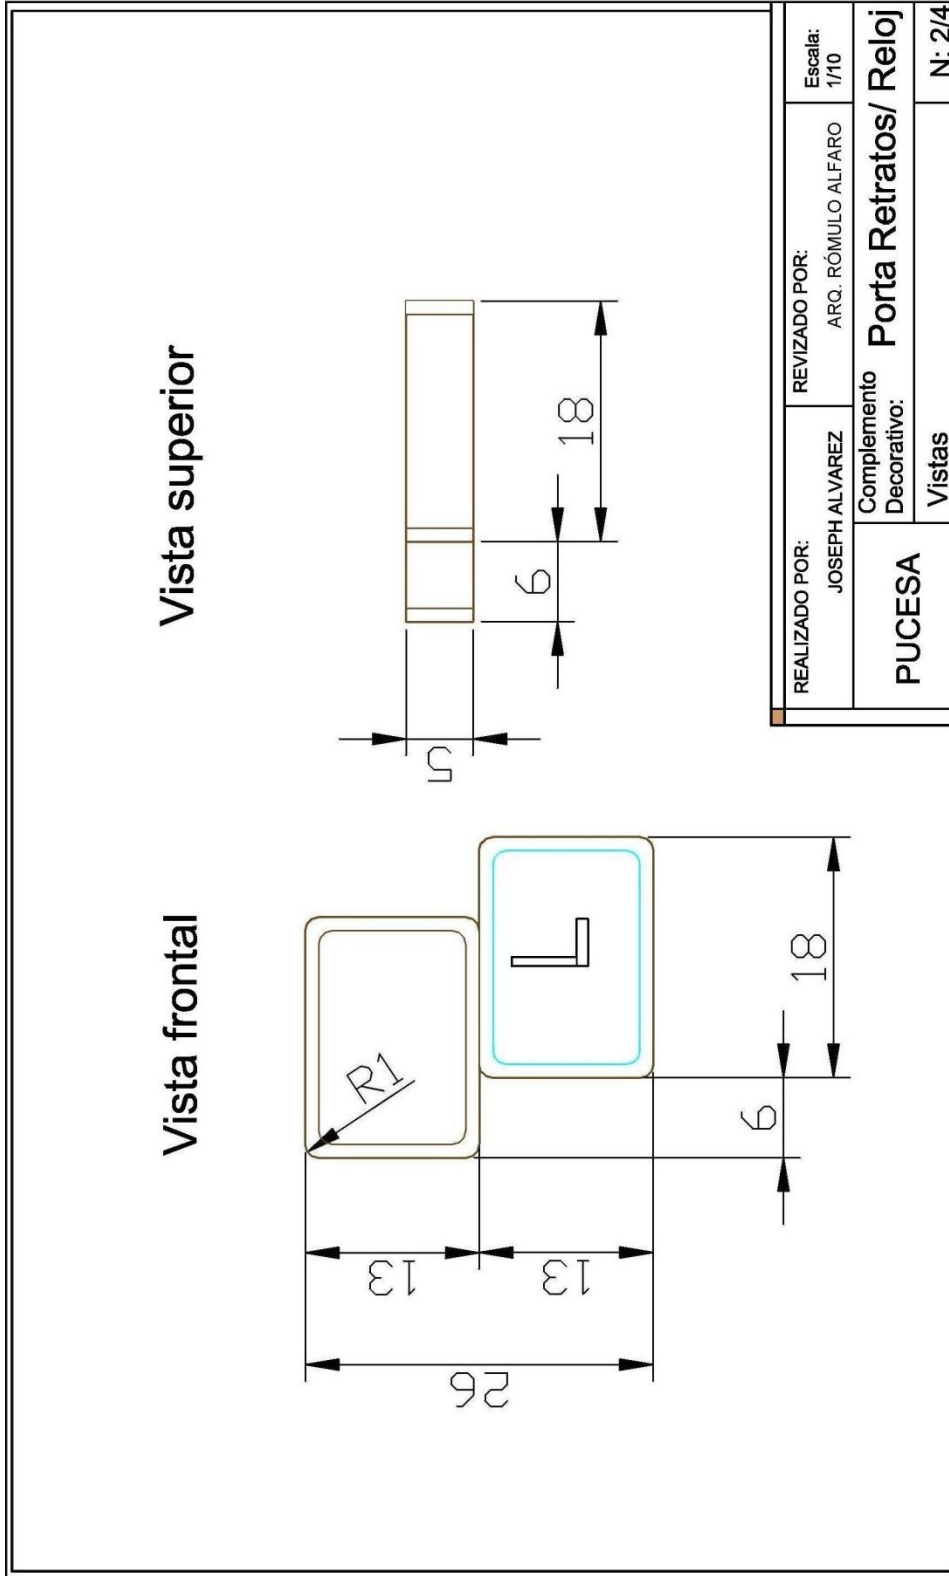 Vista frontal
Vista superior
R1
13
13
26
6
18
5
6
18
REALIZADO POR:
JOSEPH ALVAREZ
REVIZADO POR:
ARQ. RÓMULO ALFARO
Escala:
1/10
PUCESA
Complemento
Decorativo:
Porta Retratos/ Reloj
Vistas
N: 2/4